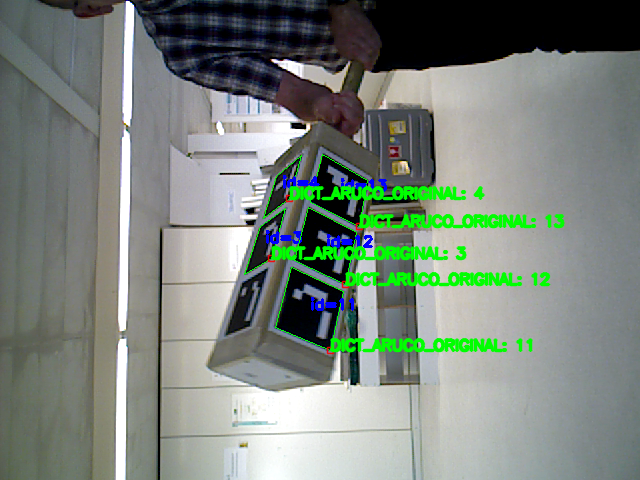 id=4
id=13
DICT_ARUCO_ORIGINAL: 4
DICT_ARUCO_ORIGINAL: 13
id=3
id=12
DICT_ARUCO_ORIGINAL: 3
DICT_ARUCO_ORIGINAL: 12
id=11
DICT_ARUCO_ORIGINAL: 11